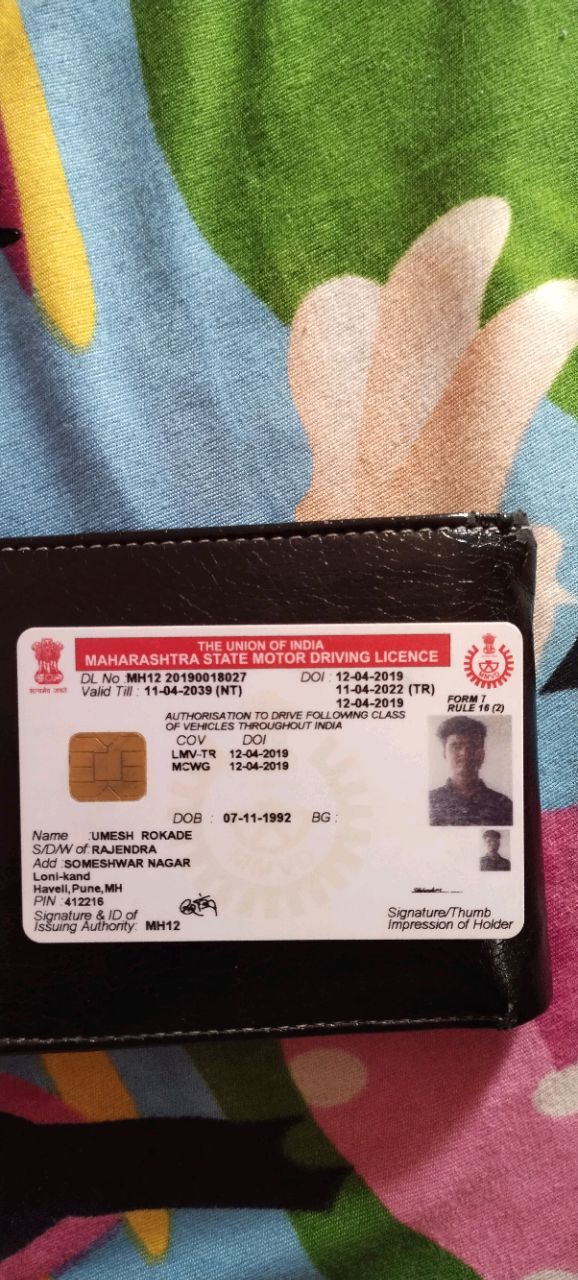 THE UNION OF INDIA
MAHARASHTRA STATE MOTOR DRIVING LICENCE
सत्यमेव जयते
DL No :MH12 20190018027 DOI : 12-04-2019
Valid Till : 11-04-2039 (NT) 11-04-2022 (TR)
12-04-2019
FORM 7
RULE 16 (2)
AUTHORISATION TO DRIVE FOLLOWING CLASS
OF VEHICLES THROUGHOUT INDIA
COV DOI
LMV-TR 12-04-2019
MCWG 12-04-2019
DOB : 07-11-1992 BG :
Name :UMESH ROKADE
S/D/W of:RAJENDRA
Add :SOMESHWAR NAGAR
Loni-kand
Haveli,Pune,MH
PIN :412216
Signature & ID of
Issuing Authority: MH12
Signature/Thumb
Impression of Holder